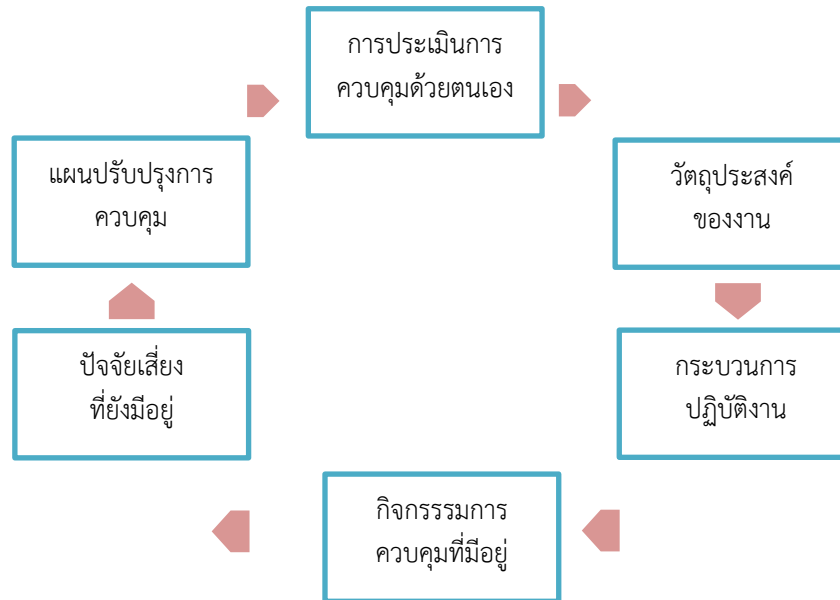 การประเมินการ
ควบคุมด้วยตนเอง
วัตถุประสงค์
ของงาน
กระบวนการ
ปฏิบัติงาน
กิจกรรรมการ
ควบคุมที่มีอยู่
ปัจจัยเสี่ยง
ที่ยังมีอยู่
แผนปรับปรุงการ
ควบคุม